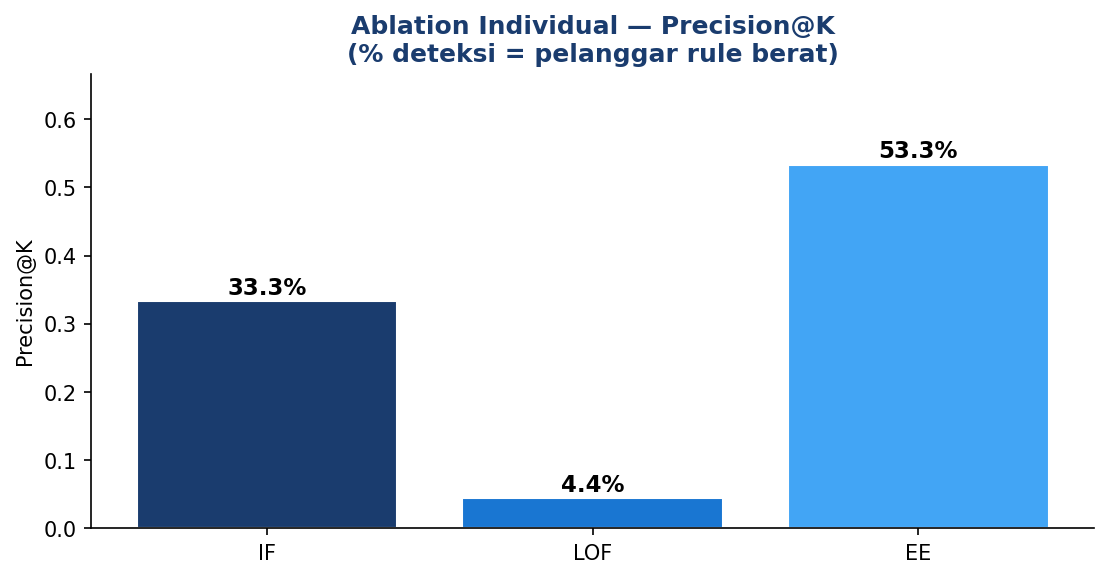 Ablation Individual — Precision@K
(% deteksi = pelanggar rule berat)
Precision@K
0.6
0.5
0.4
0.3
0.2
0.1
0.0
33.3%
4.4%
53.3%
IF
LOF
EE